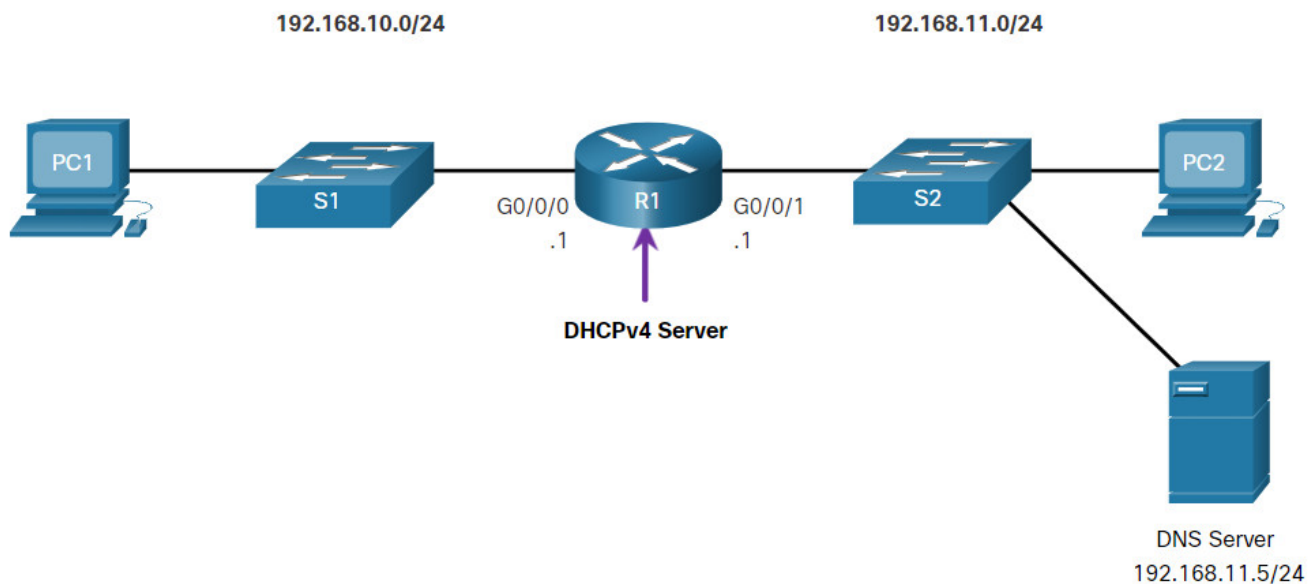 192.168.10.0/24
192.168.11.0/24
PC1
S1
G0/0/0
.1
R1
G0/0/1
.1
S2
PC2
DHCPv4 Server
DNS Server
192.168.11.5/24